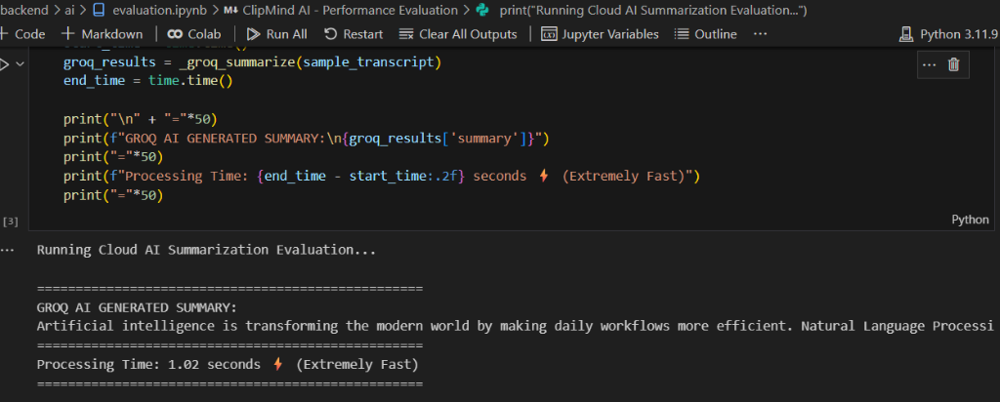 backend > ai > evaluation.ipynb > M↓ ClipMind AI - Performance Evaluation > print("Running Cloud AI Summarization Evaluation...")
+ Code + Markdown Colab Run All Restart Clear All Outputs Jupyter Variables Outline ... Python 3.11.9
groq_results = _groq_summarize(sample_transcript)
end_time = time.time()
print("\n" + "="*50)
print(f"GROQ AI GENERATED SUMMARY:\n{groq_results['summary']}")
print("="*50)
print(f"Processing Time: {end_time - start_time:.2f} seconds ⚡ (Extremely Fast)")
print("="*50)
[3]
Python
... Running Cloud AI Summarization Evaluation...
==================================================
GROQ AI GENERATED SUMMARY:
Artificial intelligence is transforming the modern world by making daily workflows more efficient. Natural Language Processi
==================================================
Processing Time: 1.02 seconds ⚡ (Extremely Fast)
==================================================